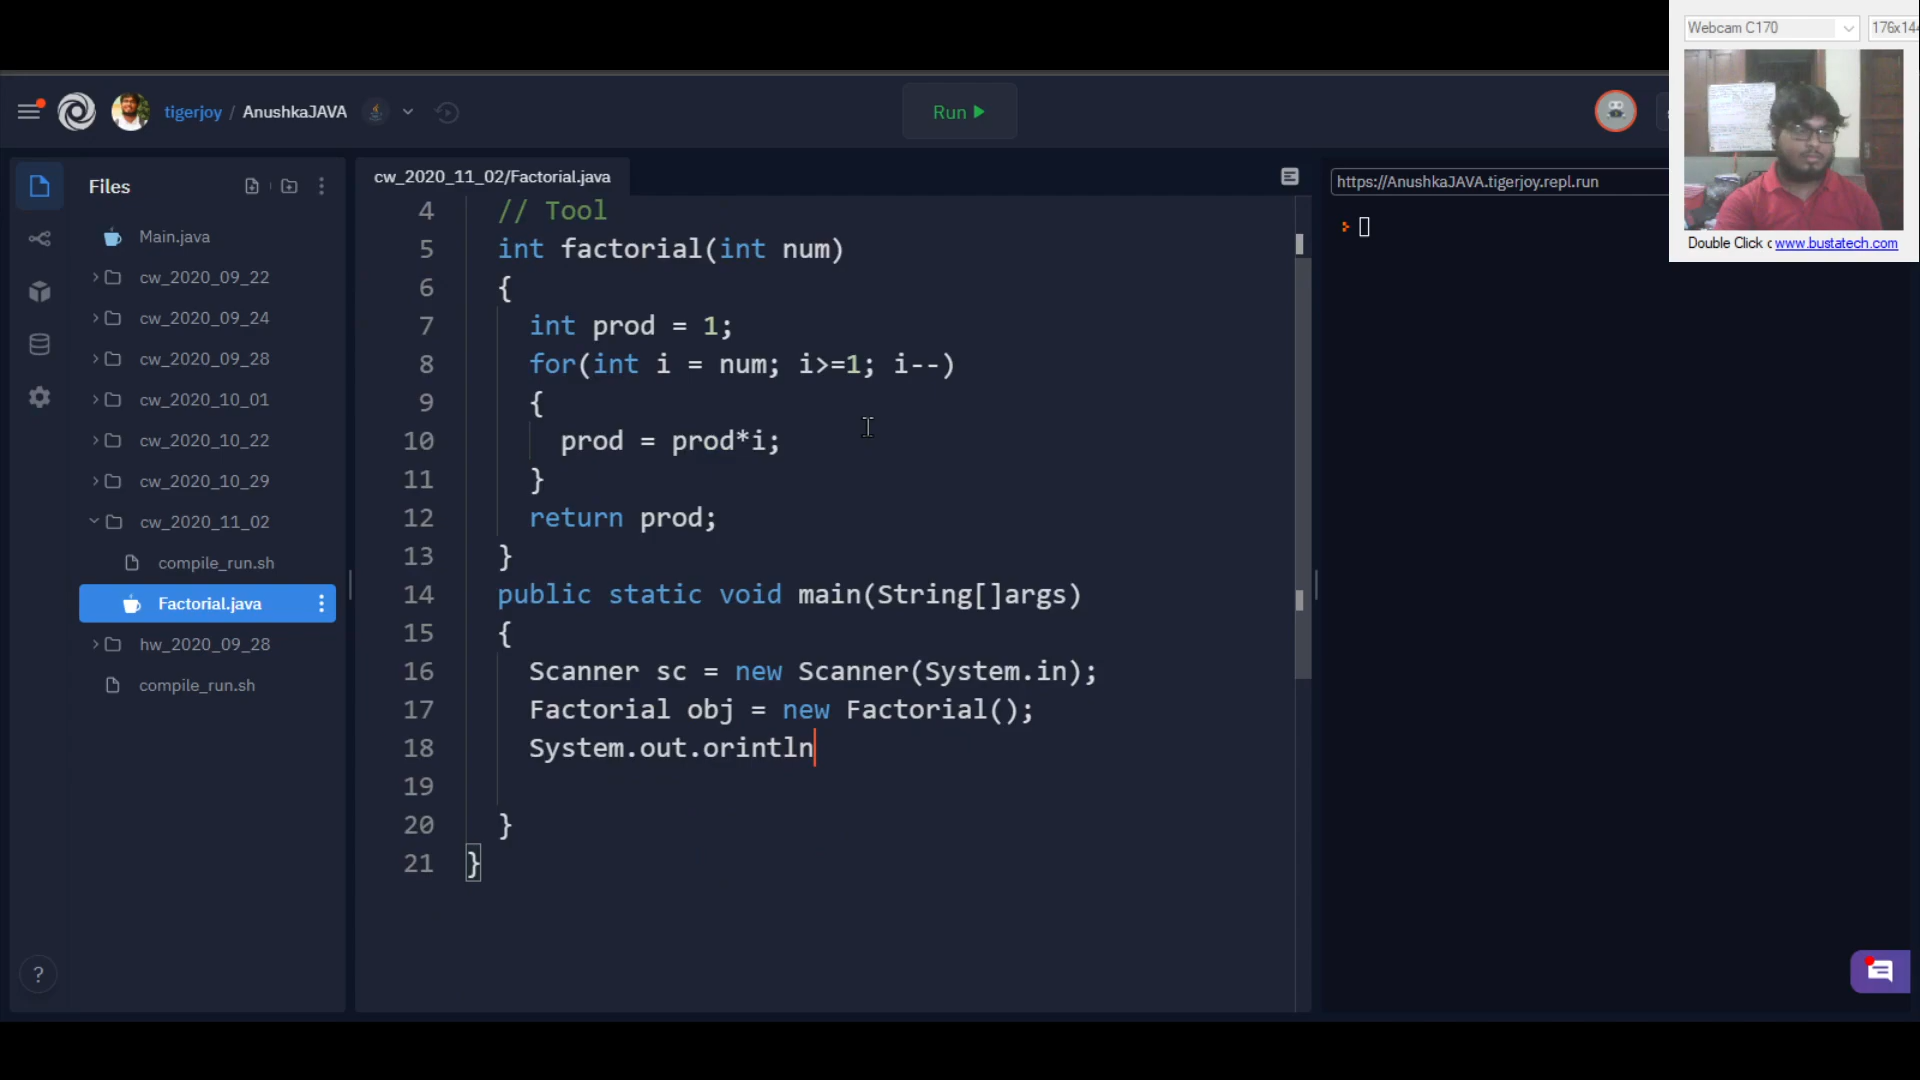 Webcam C170
176x144
tigerjoy / AnushkaJAVA
Run
Double Click
www.bustatech.com
Files
Main.java
cw_2020_09_22
cw_2020_09_24
cw_2020_09_28
cw_2020_10_01
cw_2020_10_22
cw_2020_10_29
cw_2020_11_02
compile_run.sh
Factorial.java
hw_2020_09_28
compile_run.sh
?
cw_2020_11_02/Factorial.java
4 // Tool
5 int factorial(int num)
6 {
7 int prod = 1;
8 for(int i = num; i>=1; i--)
9 {
10 prod = prod*i;
11 }
12 return prod;
13 }
14 public static void main(String[]args)
15 {
16 Scanner sc = new Scanner(System.in);
17 Factorial obj = new Factorial();
18 System.out.orintln
19
20 }
21 }
https://AnushkaJAVA.tigerjoy.repl.run